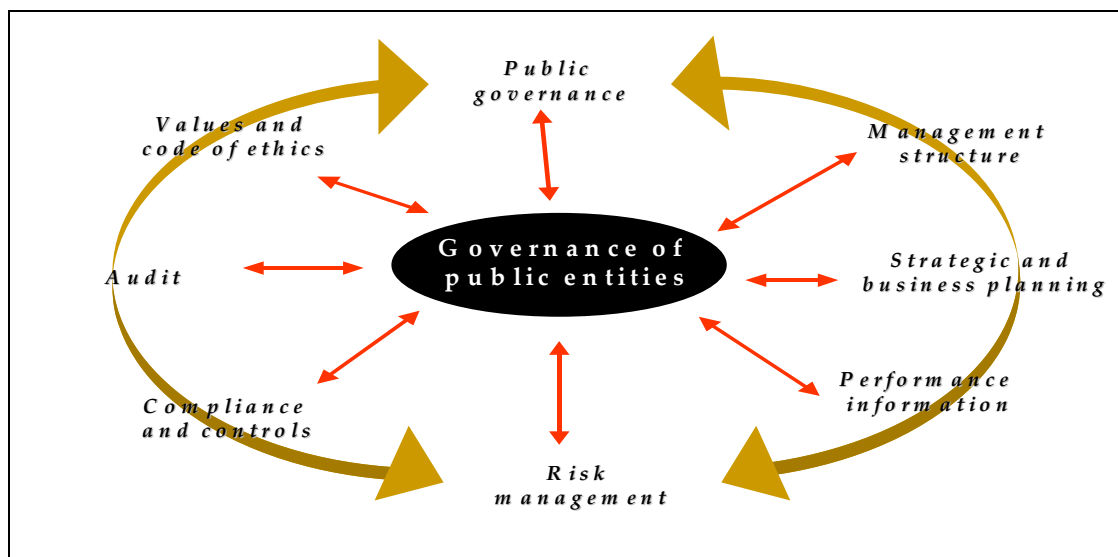 Public
governance
Values and
code of ethics
Management
structure
Governance of
public entities
Audit
Strategic and
business planning
Compliance
and controls
Performance
information
Risk
management